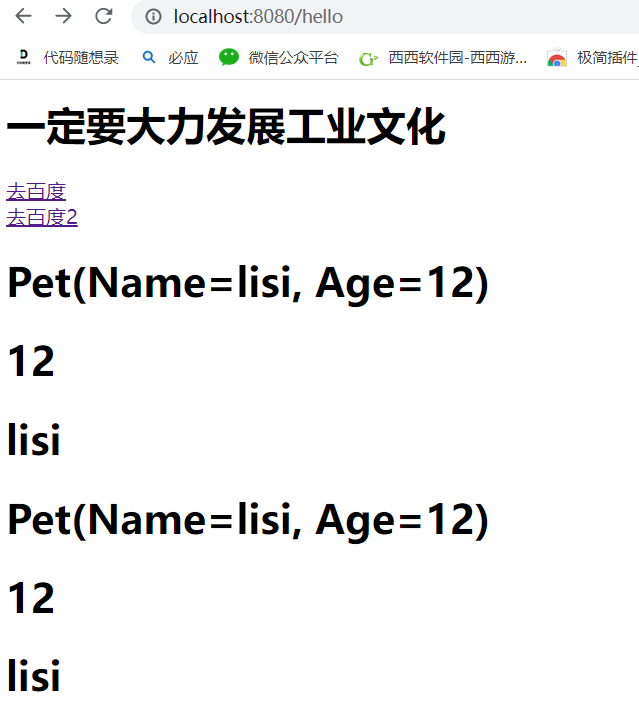 localhost:8080/hello
代码随想录 必应 微信公众平台 西西软件园-西西游... 极简插件
一定要大力发展工业文化
去百度
去百度2
Pet(Name=lisi, Age=12)
12
lisi
Pet(Name=lisi, Age=12)
12
lisi